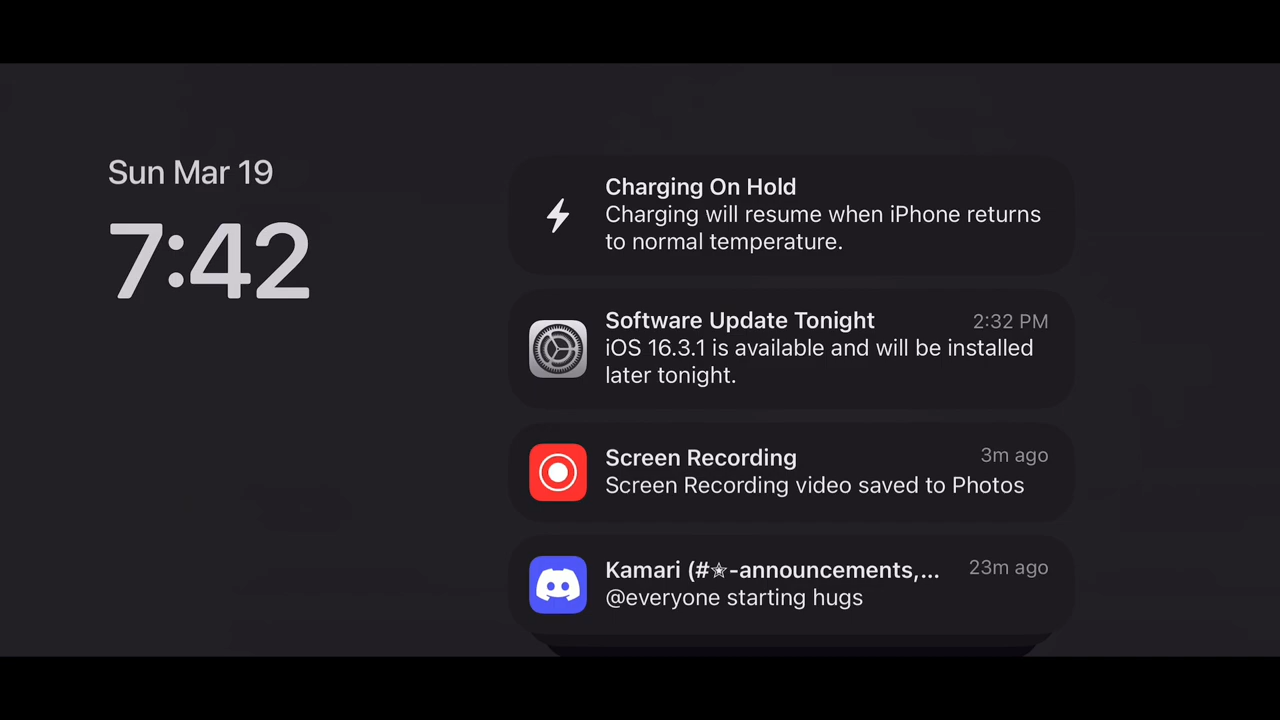 Sun Mar 19
7:42
Charging On Hold
Charging will resume when iPhone returns
to normal temperature.
Software Update Tonight 2:32 PM
iOS 16.3.1 is available and will be installed
later tonight.
Screen Recording 3m ago
Screen Recording video saved to Photos
Kamari (#✯-announcements,... 23m ago
@everyone starting hugs